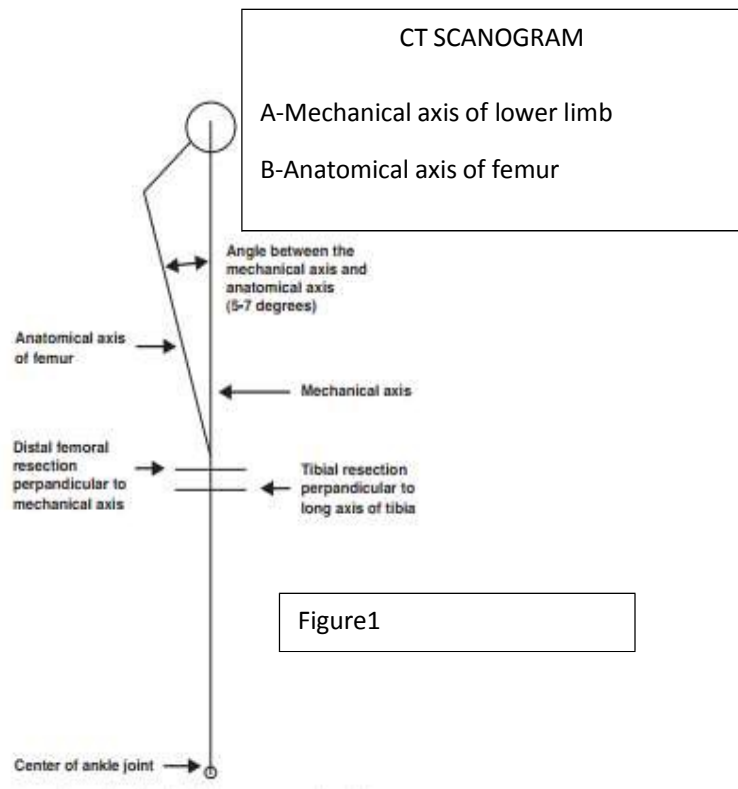 CT SCANOGRAM
A-Mechanical axis of lower limb
B-Anatomical axis of femur
Angle between the
mechanical axis and
anatomical axis
(5-7 degrees)
Anatomical axis
of femur
Mechanical axis
Distal femoral
resection
perpandicular to
mechanical axis
Tibial resection
perpandicular to
long axis of tibia
Figure1
Center of ankle joint